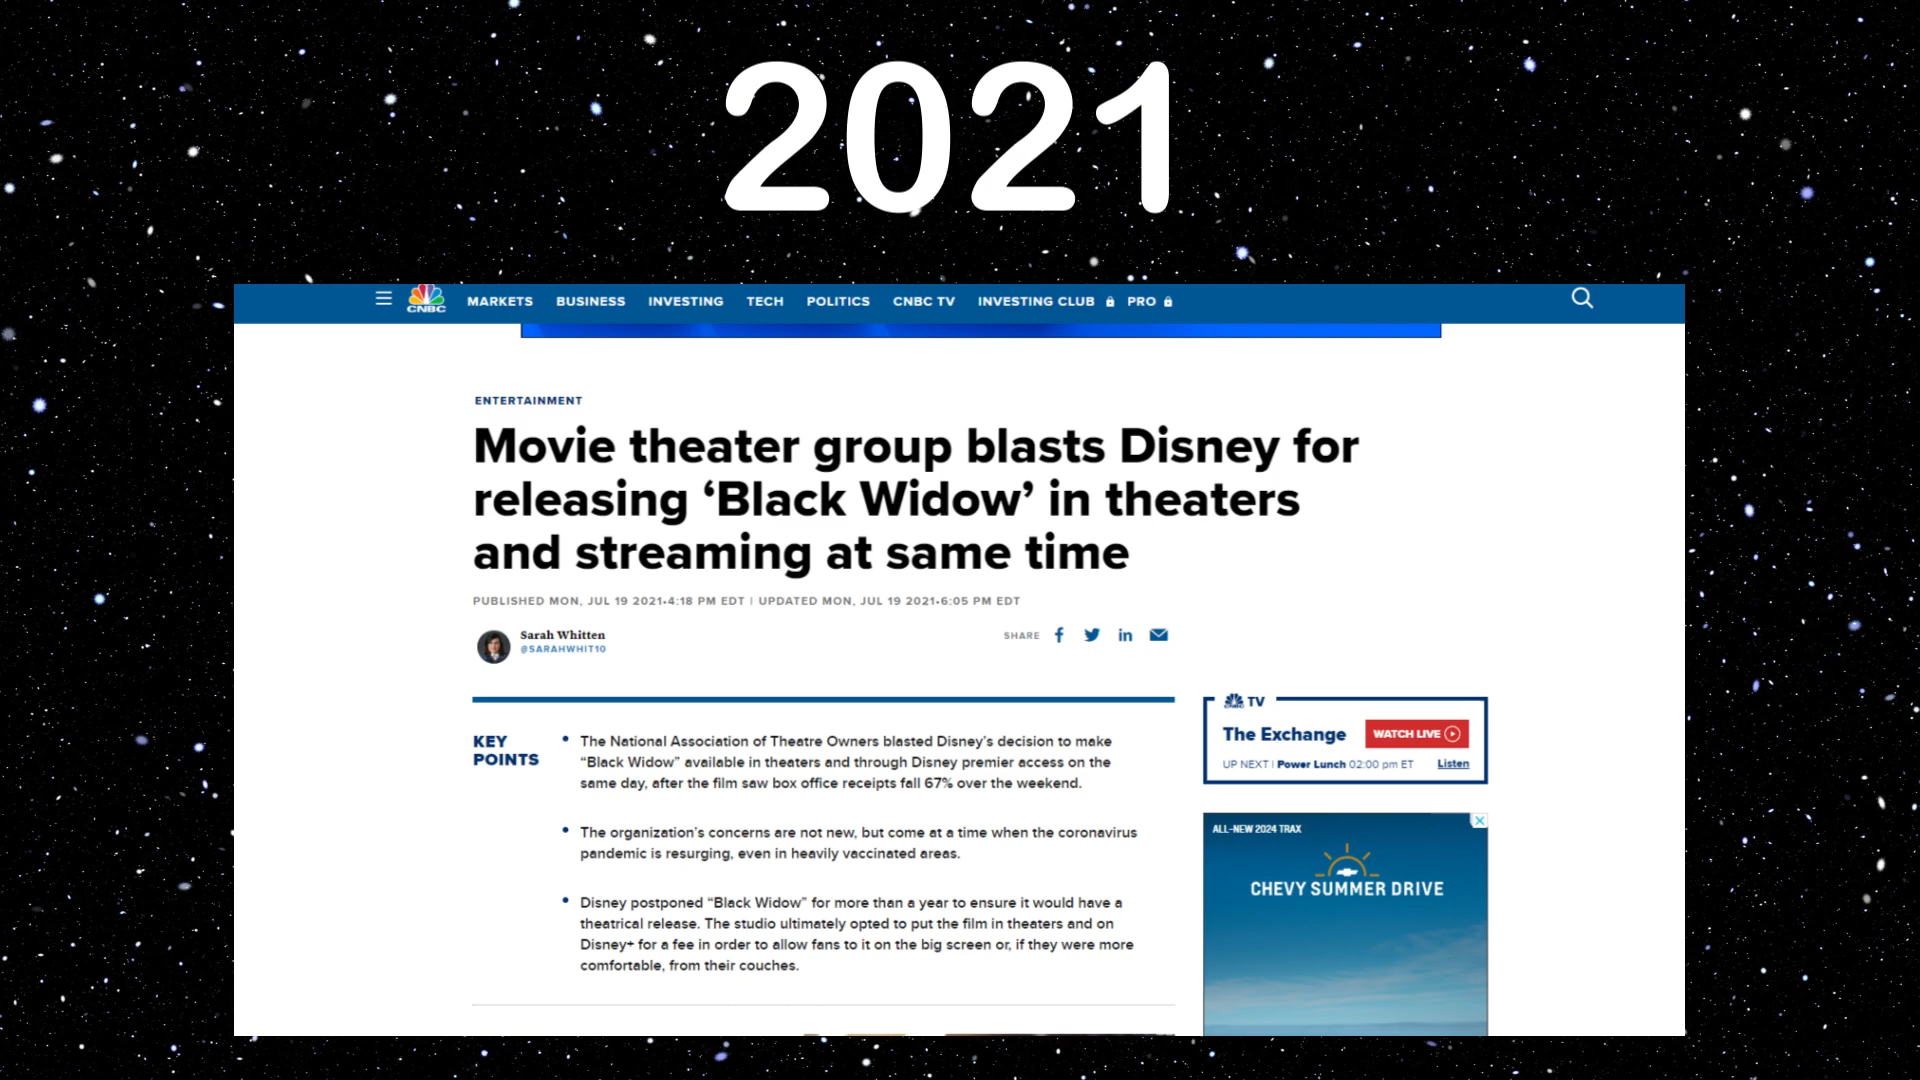 2021
CNBC
MARKETS BUSINESS INVESTING TECH POLITICS CNBC TV INVESTING CLUB PRO
ENTERTAINMENT
Movie theater group blasts Disney for
releasing ‘Black Widow’ in theaters
and streaming at same time
PUBLISHED MON, JUL 19 2021•4:18 PM EDT | UPDATED MON, JUL 19 2021•6:05 PM EDT
Sarah Whitten
@SARAHWHIT10
SHARE
KEY
POINTS
• The National Association of Theatre Owners blasted Disney’s decision to make
“Black Widow” available in theaters and through Disney premier access on the
same day, after the film saw box office receipts fall 67% over the weekend.
• The organization’s concerns are not new, but come at a time when the coronavirus
pandemic is resurging, even in heavily vaccinated areas.
• Disney postponed “Black Widow” for more than a year to ensure it would have a
theatrical release. The studio ultimately opted to put the film in theaters and on
Disney+ for a fee in order to allow fans to it on the big screen or, if they were more
comfortable, from their couches.
CNBC TV
The Exchange WATCH LIVE
UP NEXT | Power Lunch 02:00 pm ET Listen
ALL-NEW 2024 TRAX
CHEVY SUMMER DRIVE